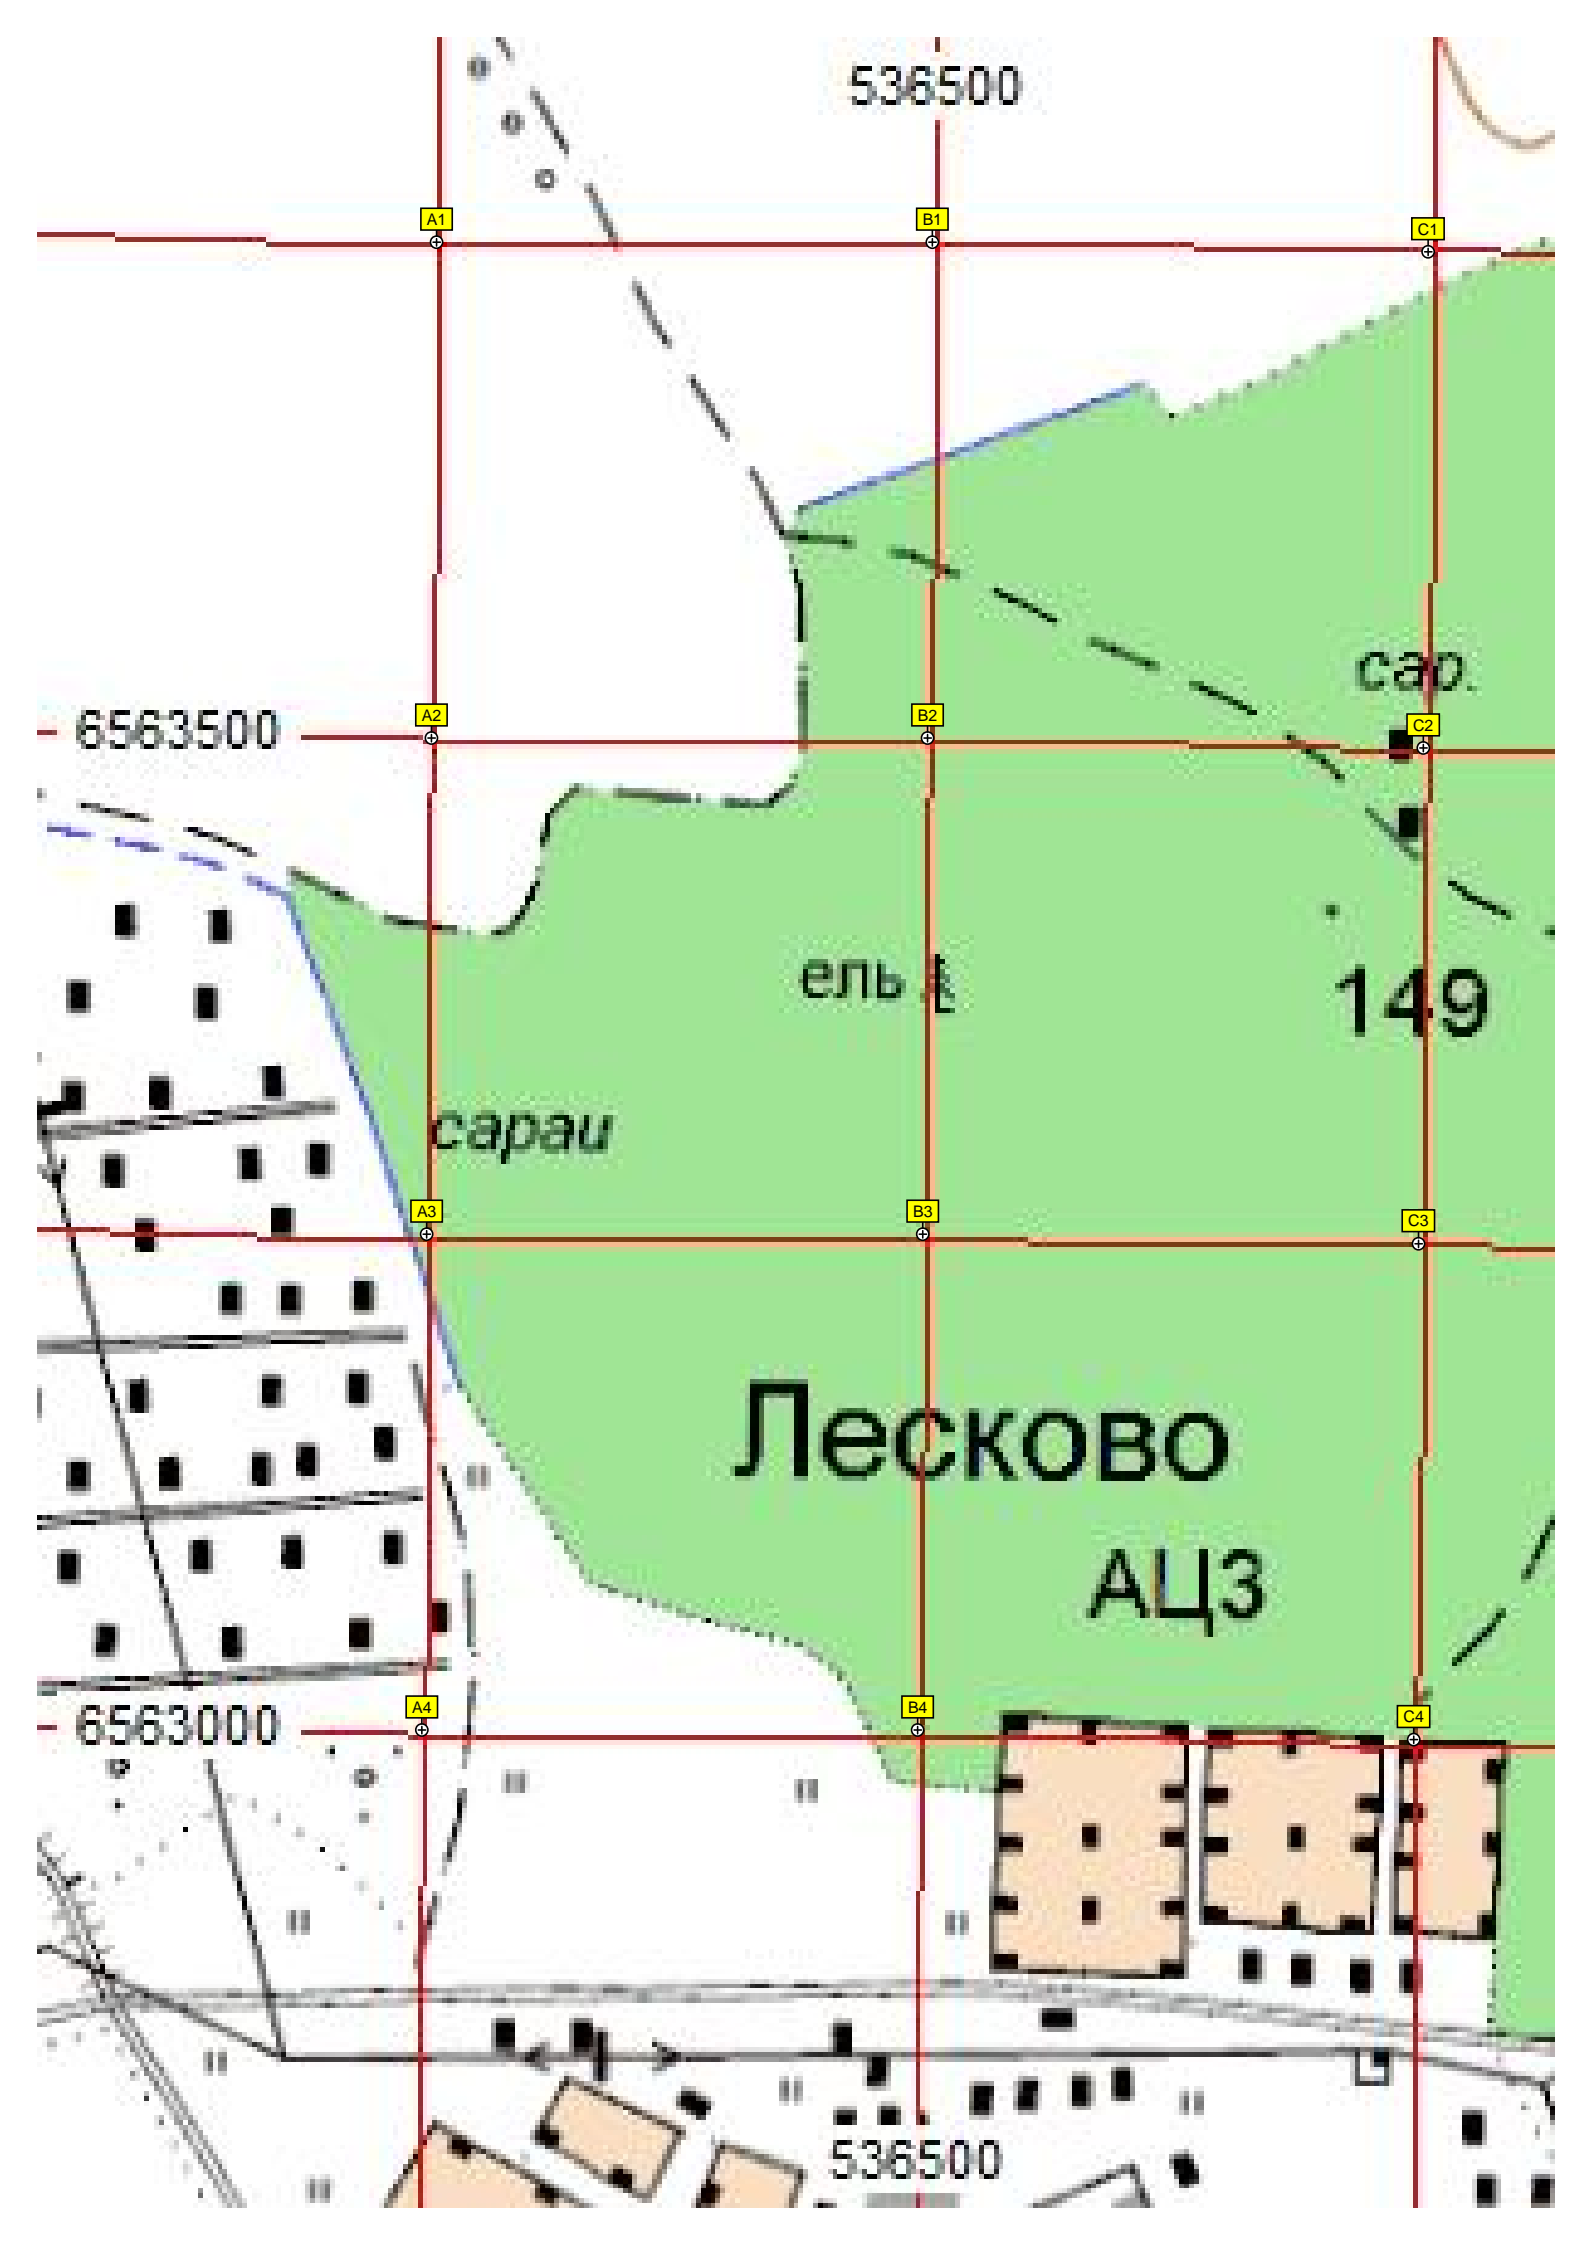 536500
A1 B1 C1
сар.
A2 B2 C2
6563500
ель
149
сараи
A3 B3 C3
Лесково
АЦЗ
A4 B4 C4
6563000
536500